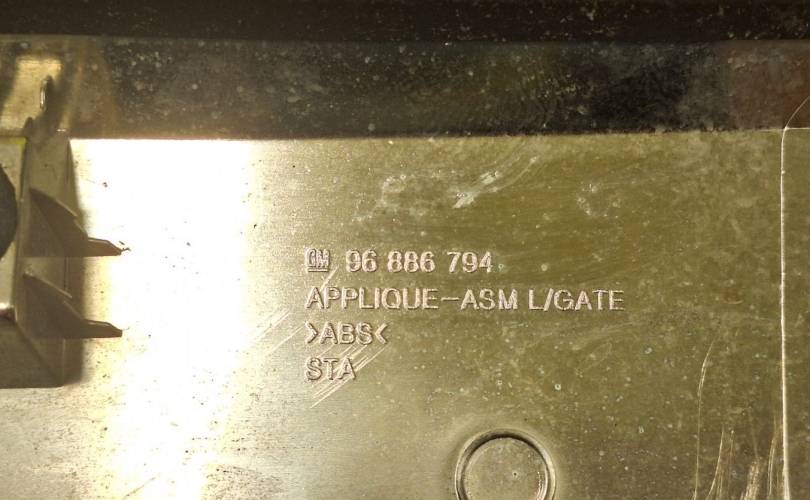 GM 96 886 794
APPLIQUE-ASM L/GATE
>ABS<
STA